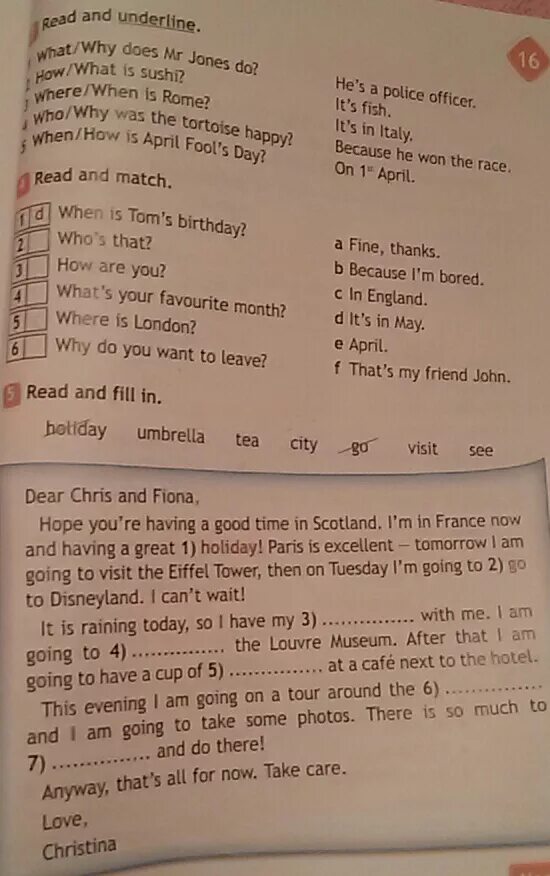 Read and underline.
16
What/Why does Mr Jones do? He's a police officer.
2 How/What is sushi? It's fish.
3 Where/When is Rome? It's in Italy.
4 Who/Why was the tortoise happy? Because he won the race.
5 When/How is April Fool's Day? On 1st April.
4 Read and match.
1 d When is Tom's birthday? a Fine, thanks.
2 Who's that? b Because I'm bored.
3 How are you? c In England.
4 What's your favourite month? d It's in May.
5 Where is London? e April.
6 Why do you want to leave? f That's my friend John.
5 Read and fill in.
holiday umbrella tea city go visit see
Dear Chris and Fiona,
Hope you're having a good time in Scotland. I'm in France now
and having a great 1) holiday! Paris is excellent – tomorrow I am
going to visit the Eiffel Tower, then on Tuesday I'm going to 2) go
to Disneyland. I can't wait!
It is raining today, so I have my 3) ............... with me. I am
going to 4) ............... the Louvre Museum. After that I am
going to have a cup of 5) ............... at a café next to the hotel.
This evening I am going on a tour around the 6) ...............
and I am going to take some photos. There is so much to
7) ............... and do there!
Anyway, that's all for now. Take care.
Love,
Christina